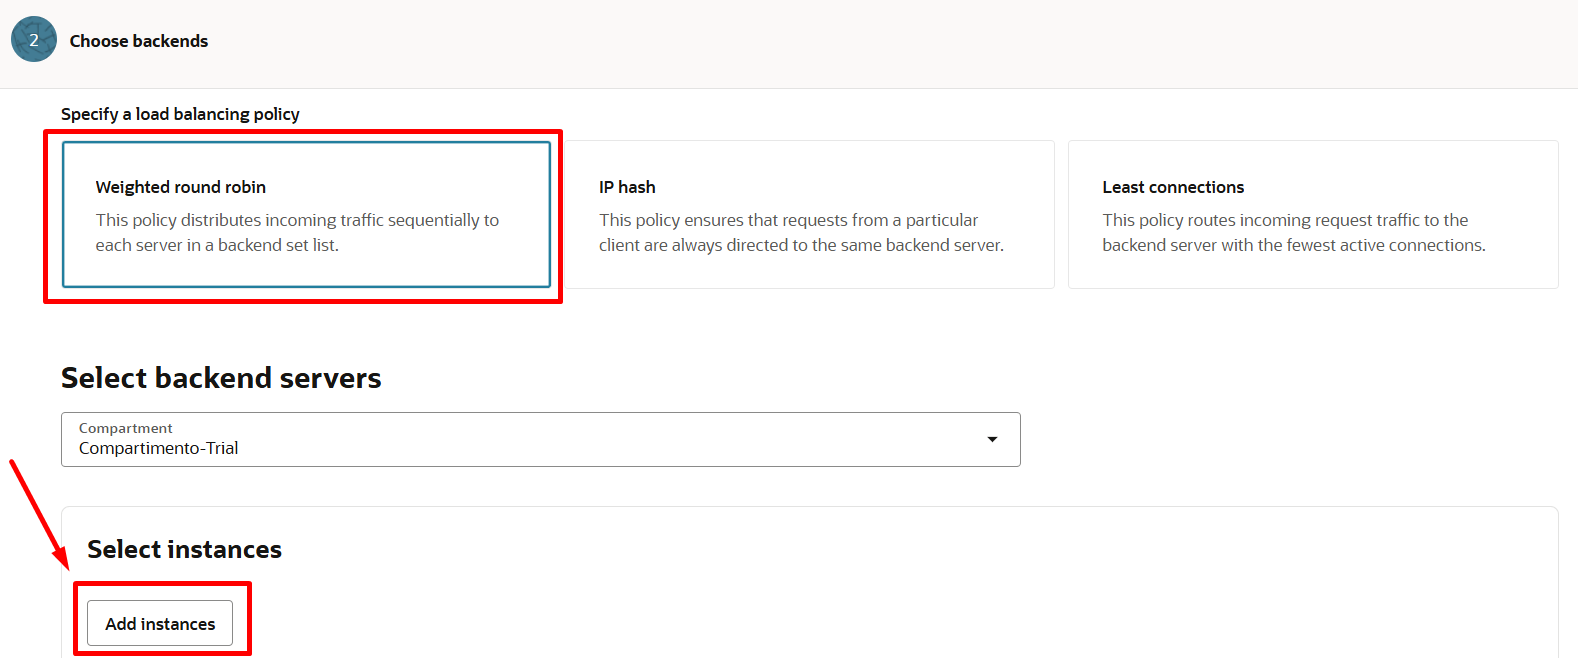 2
Choose backends
Specify a load balancing policy
Weighted round robin
This policy distributes incoming traffic sequentially to
each server in a backend set list.
IP hash
This policy ensures that requests from a particular
client are always directed to the same backend server.
Least connections
This policy routes incoming request traffic to the
backend server with the fewest active connections.
Select backend servers
Compartment
Compartimento-Trial
Select instances
Add instances